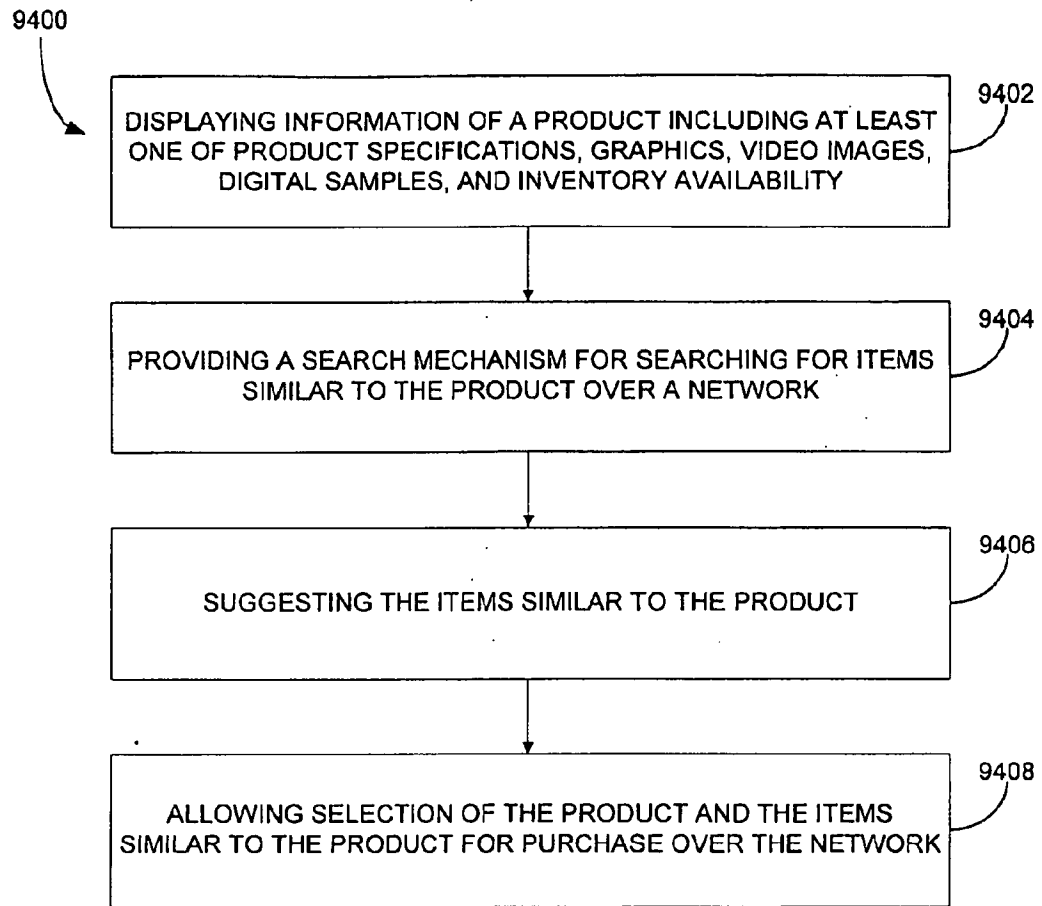 9400
9402
DISPLAYING INFORMATION OF A PRODUCT INCLUDING AT LEAST
ONE OF PRODUCT SPECIFICATIONS, GRAPHICS, VIDEO IMAGES,
DIGITAL SAMPLES, AND INVENTORY AVAILABILITY
9404
PROVIDING A SEARCH MECHANISM FOR SEARCHING FOR ITEMS
SIMILAR TO THE PRODUCT OVER A NETWORK
9406
SUGGESTING THE ITEMS SIMILAR TO THE PRODUCT
9408
ALLOWING SELECTION OF THE PRODUCT AND THE ITEMS
SIMILAR TO THE PRODUCT FOR PURCHASE OVER THE NETWORK